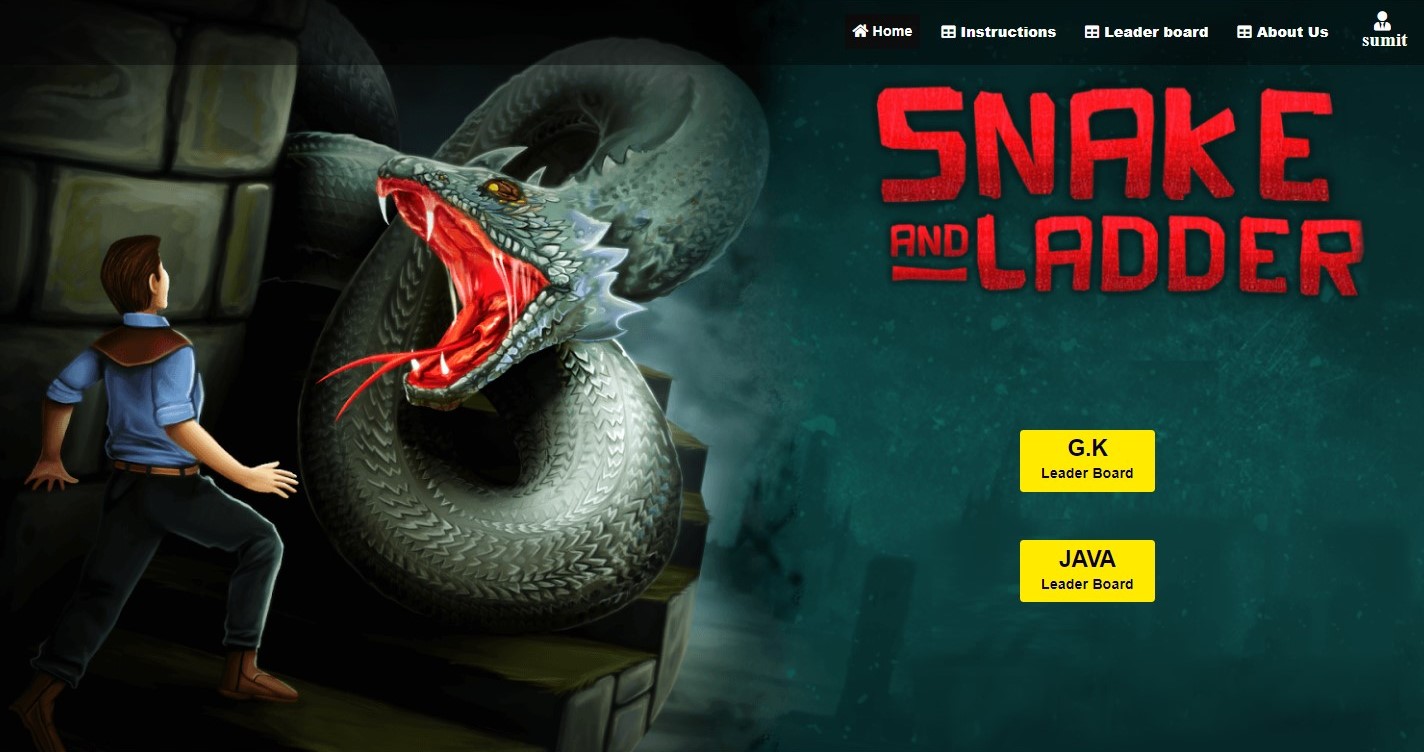 Home
Instructions
Leader board
About Us
sumit
SNAKE
AND LADDER
G.K
Leader Board
JAVA
Leader Board